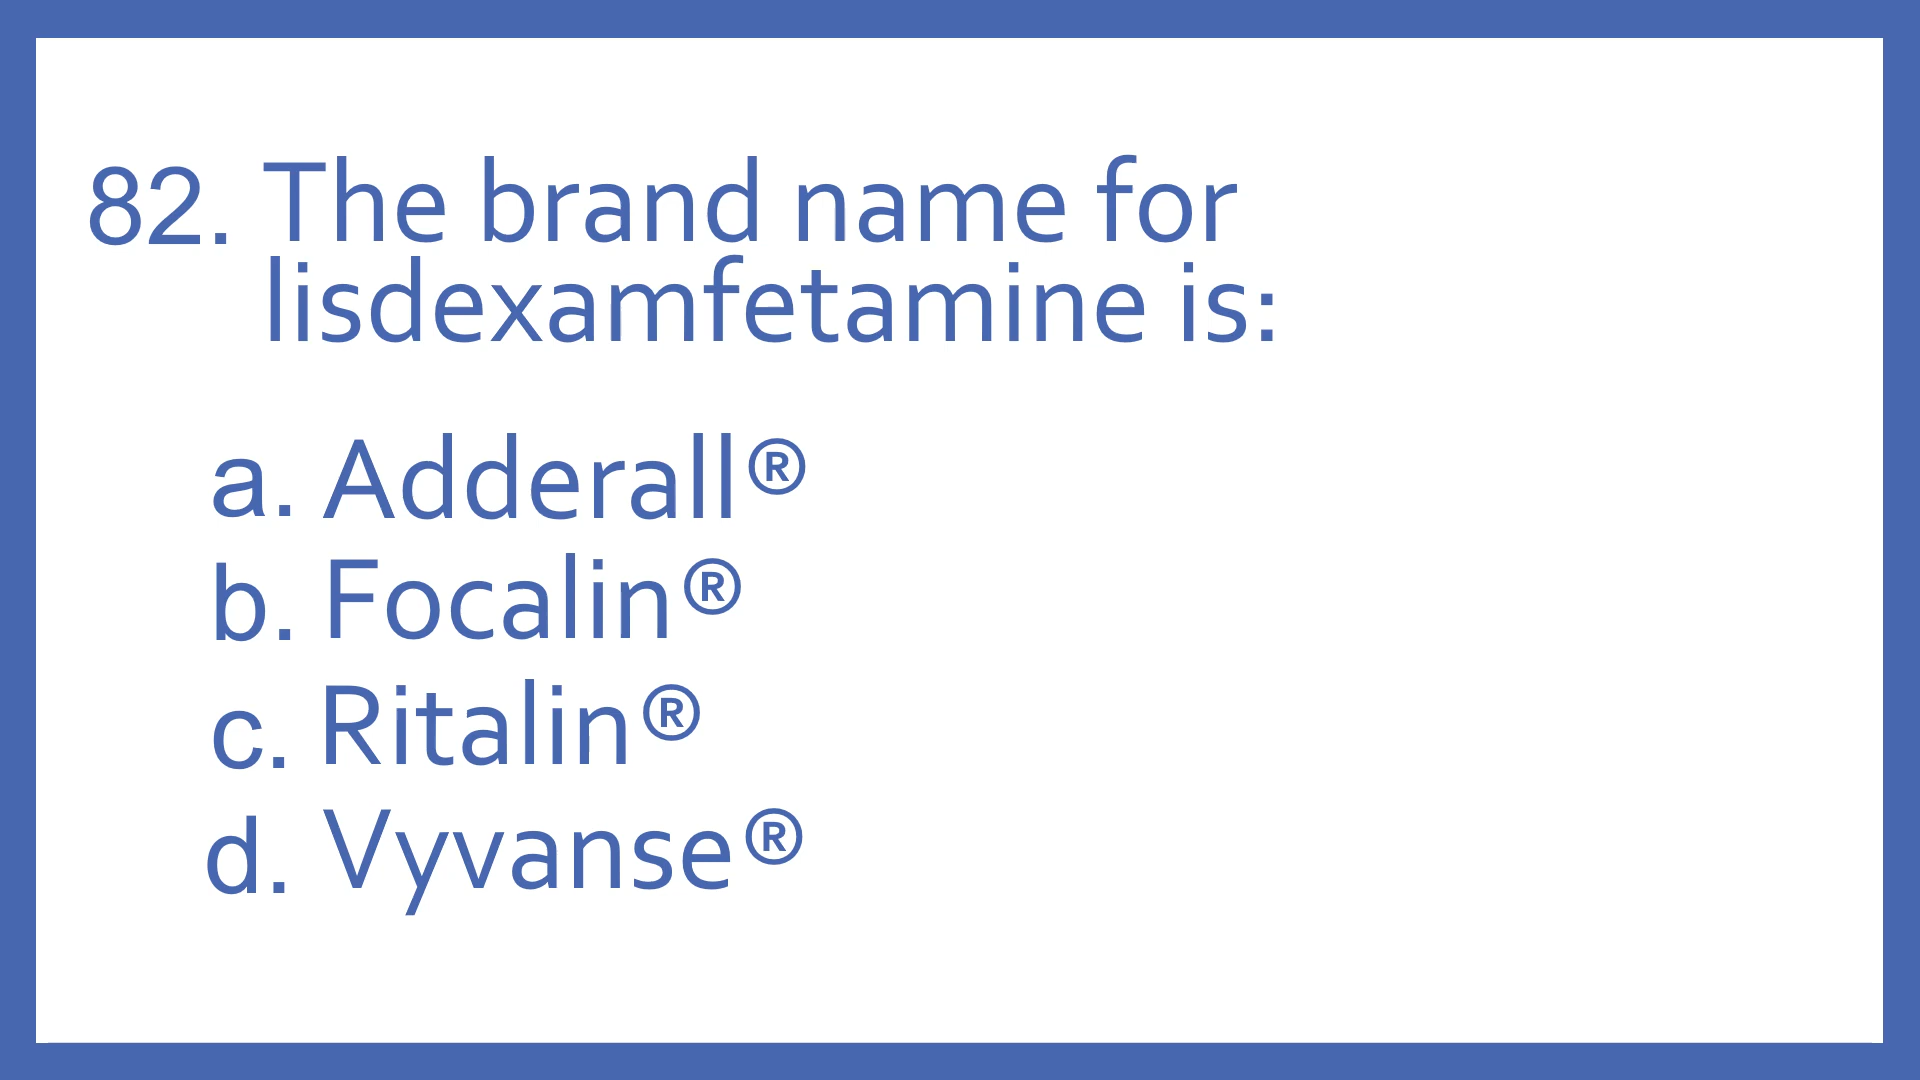 82. The brand name for
lisdexamfetamine is:
a. Adderall®
b. Focalin®
c. Ritalin®
d. Vyvanse®